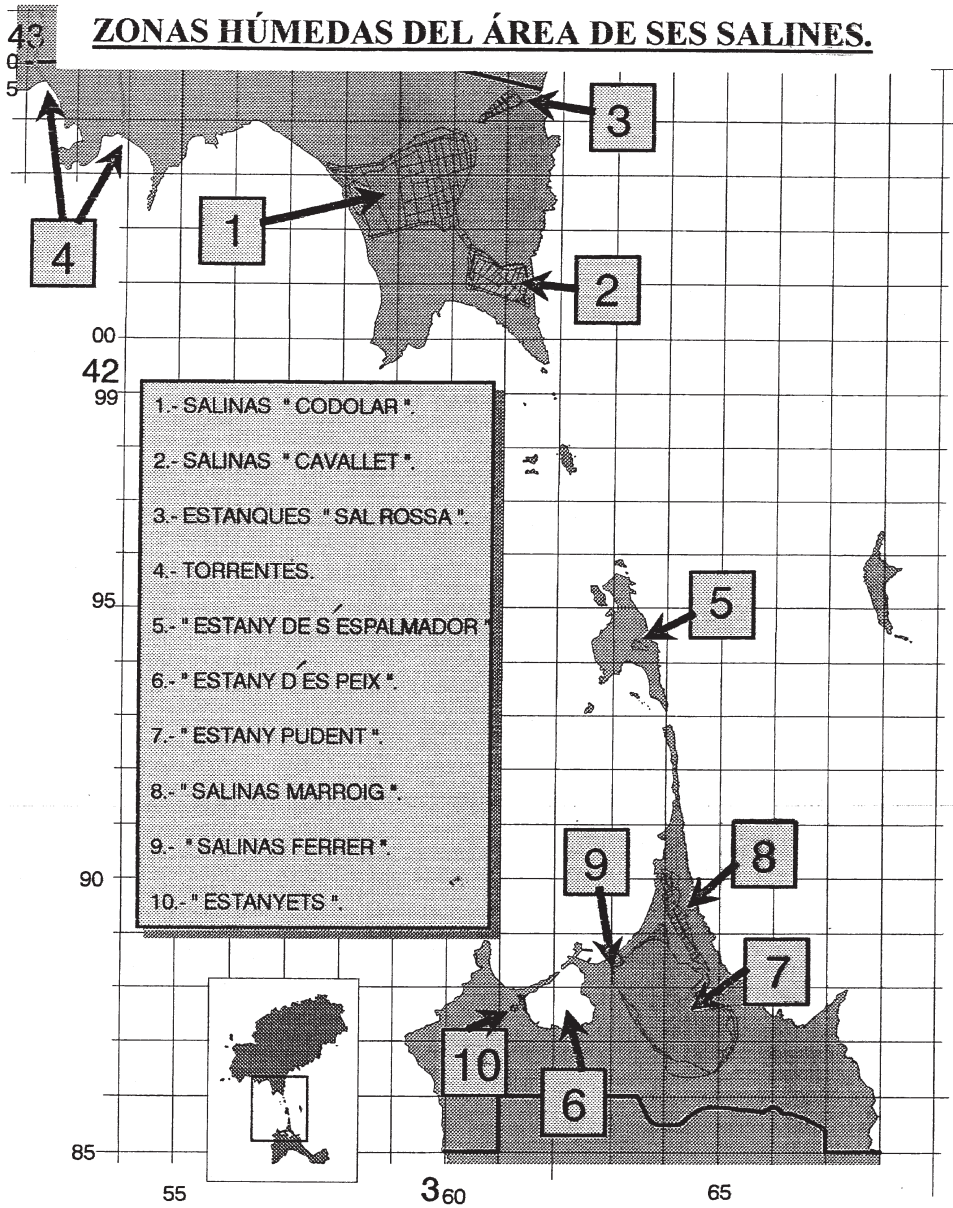 ZONAS HÚMEDAS DEL ÁREA DE SES SALINES.
43
0
5
3
1
4
2
00
42
99
1.- SALINAS " CODOLAR ".
2.- SALINAS " CAVALLET ".
3.- ESTANQUES " SAL ROSSA ".
4.- TORRENTES.
5.- " ESTANY DE S´ESPALMADOR "
6.- " ESTANY D´ES PEIX ".
7.- " ESTANY PUDENT ".
8.- " SALINAS MARROIG ".
9.- " SALINAS FERRER ".
10.- " ESTANYETS ".
95
5
90
9
8
7
10
6
85
55
360
65